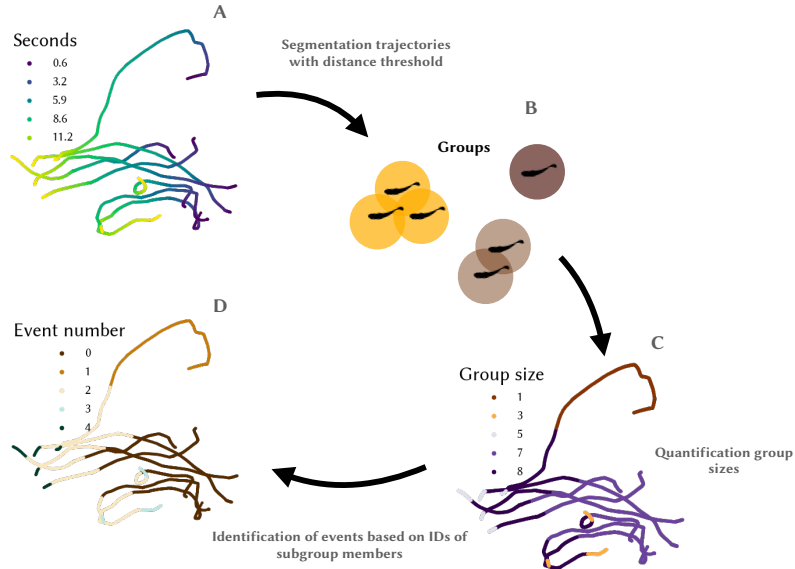 A
Seconds
0.6
3.2
5.9
8.6
11.2
Segmentation trajectories
with distance threshold
B
Groups
C
Group size
1
3
5
7
8
Quantification group
sizes
D
Event number
0
1
2
3
4
Identification of events based on IDs of
subgroup members